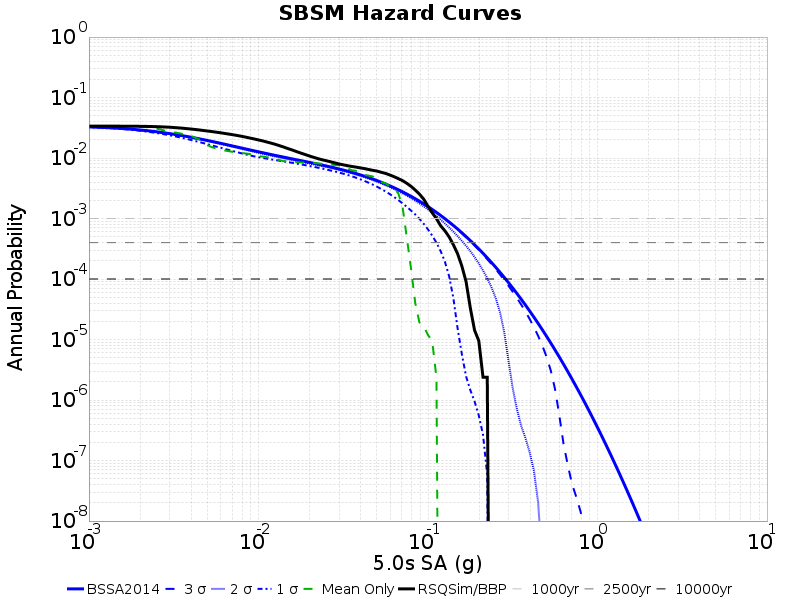 SBSM Hazard Curves
Annual Probability
10^0
10^-1
10^-2
10^-3
10^-4
10^-5
10^-6
10^-7
10^-8
10^-3 10^-2 10^-1 10^0 10^1
5.0s SA (g)
BSSA2014 3 σ 2 σ 1 σ Mean Only RSQSim/BBP 1000yr 2500yr 10000yr